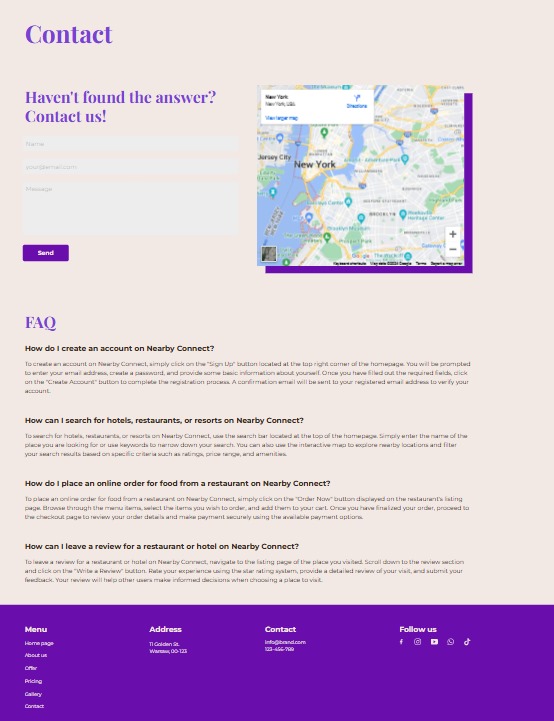 Contact
Haven't found the answer?
Contact us!
Name
your@email.com
Message
Send
New York
New York, USA
Directions
View larger map
Jersey City
New York
BROOKLYN
Brooklyn Museum
Prospect Park
Google
Keyboard shortcuts Map data ©2024 Google Terms Report a map error
FAQ
How do I create an account on Nearby Connect?
To create an account on Nearby Connect, simply click on the "Sign Up" button located at the top right corner of the homepage. You will be prompted
to enter your email address, create a password, and provide some basic information about yourself. Once you have filled out the required fields, click
on the "Create Account" button to complete the registration process. A confirmation email will be sent to your registered email address to verify your
account.
How can I search for hotels, restaurants, or resorts on Nearby Connect?
To search for hotels, restaurants, or resorts on Nearby Connect, use the search bar located at the top of the homepage. Simply enter the name of the
place you are looking for or use keywords to narrow down your search. You can also use the interactive map to explore nearby locations and filter
your search results based on specific criteria such as ratings, price range, and amenities.
How do I place an online order for food from a restaurant on Nearby Connect?
To place an online order for food from a restaurant on Nearby Connect, simply click on the "Order Now" button displayed on the restaurant's listing
page. Browse through the menu items, select the items you wish to order, and add them to your cart. Once you have finalized your order, proceed to
the checkout page to review your order details and make payment securely using the available payment options.
How can I leave a review for a restaurant or hotel on Nearby Connect?
To leave a review for a restaurant or hotel on Nearby Connect, navigate to the listing page of the place you visited. Scroll down to the review section
and click on the "Write a Review" button. Rate your experience using the star rating system, provide a detailed review of your visit, and submit your
feedback. Your review will help other users make informed decisions when choosing a place to visit.
Menu
Home page
About us
Offer
Pricing
Gallery
Contact
Address
11 Golden St.
Warsaw, 00-123
Contact
info@brand.com
123-456-789
Follow us